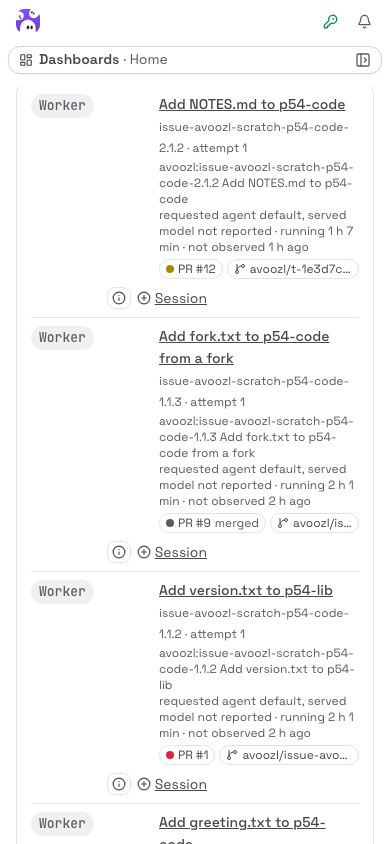 Dashboards · Home
Worker
Add NOTES.md to p54-code
issue-avoozl-scratch-p54-code-
2.1.2 · attempt 1
avoozl:issue-avoozl-scratch-p54-
code-2.1.2 Add NOTES.md to p54-
code
requested agent default, served
model not reported · running 1 h 7
min · not observed 1 h ago
PR #12 avoozl/t-1e3d7c...
Session
Worker
Add fork.txt to p54-code
from a fork
issue-avoozl-scratch-p54-code-
1.1.3 · attempt 1
avoozl:issue-avoozl-scratch-p54-
code-1.1.3 Add fork.txt to p54-
code from a fork
requested agent default, served
model not reported · running 2 h 1
min · not observed 2 h ago
PR #9 merged avoozl/is...
Session
Worker
Add version.txt to p54-lib
issue-avoozl-scratch-p54-code-
1.1.2 · attempt 1
avoozl:issue-avoozl-scratch-p54-
code-1.1.2 Add version.txt to p54-
lib
requested agent default, served
model not reported · running 2 h 1
min · not observed 2 h ago
PR #1 avoozl/issue-avo...
Session
Worker
Add greeting.txt to p54-
code